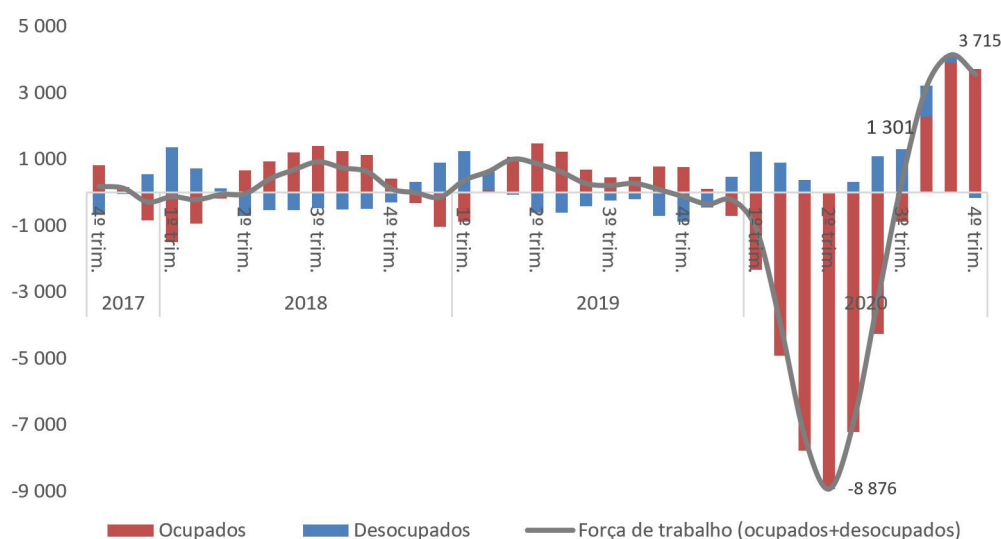 5 000
3 715
3 000
1 301
1 000
-1 000
4º trim.
1º trim.
2º trim.
3º trim.
4º trim.
1º trim.
2º trim.
3º trim.
4º trim.
1º trim.
2º trim.
3º trim.
4º trim.
-3 000
2017
2018
2019
2020
-5 000
-7 000
-9 000
-8 876
Ocupados
Desocupados
Força de trabalho (ocupados+desocupados)